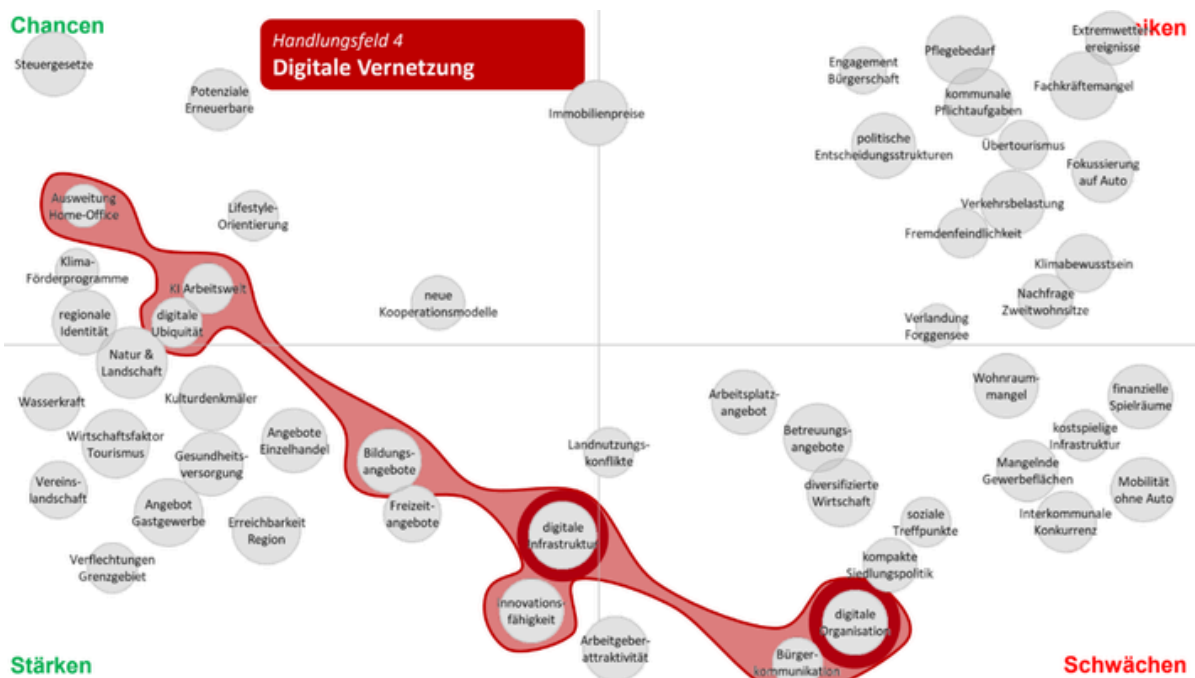 Chancen
Handlungsfeld 4
Digitale Vernetzung
iken
Steuergesetze
Potenziale
Erneuerbare
Immobilienpreise
Engagement
Bürgerschaft
Pflegebedarf
Extremwetter-
ereignisse
kommunale
Pflichtaufgaben
Fachkräftemangel
politische
Entscheidungsstrukturen
Übertourismus
Fokussierung
auf Auto
Ausweitung
Home-Office
Lifestyle-
Orientierung
Verkehrsbelastung
Fremdenfeindlichkeit
Klima-
Förderprogramme
KI Arbeitswelt
Klimabewusstsein
neue
Kooperationsmodelle
Nachfrage
Zweitwohnsitze
regionale
Identität
digitale
Ubiquität
Verlandung
Forggensee
Natur &
Landschaft
Wasserkraft
Kulturdenkmäler
Arbeitsplatz-
angebot
Wohnraum-
mangel
finanzielle
Spielräume
Wirtschaftsfaktor
Tourismus
Angebote
Einzelhandel
Betreuungs-
angebote
kostspielige
Infrastruktur
Gesundheits-
versorgung
Bildungs-
angebote
Landnutzungs-
konflikte
Mangelnde
Gewerbeflächen
Vereins-
landschaft
diversifizierte
Wirtschaft
Mobilität
ohne Auto
Angebot
Gastgewerbe
Freizeit-
angebote
Erreichbarkeit
Region
digitale
Infrastruktur
soziale
Treffpunkte
Interkommunale
Konkurrenz
Verflechtungen
Grenzgebiet
kompakte
Siedlungspolitik
Innovations-
fähigkeit
digitale
Organisation
Arbeitgeber-
attraktivität
Bürger-
kommunikation
Stärken
Schwächen